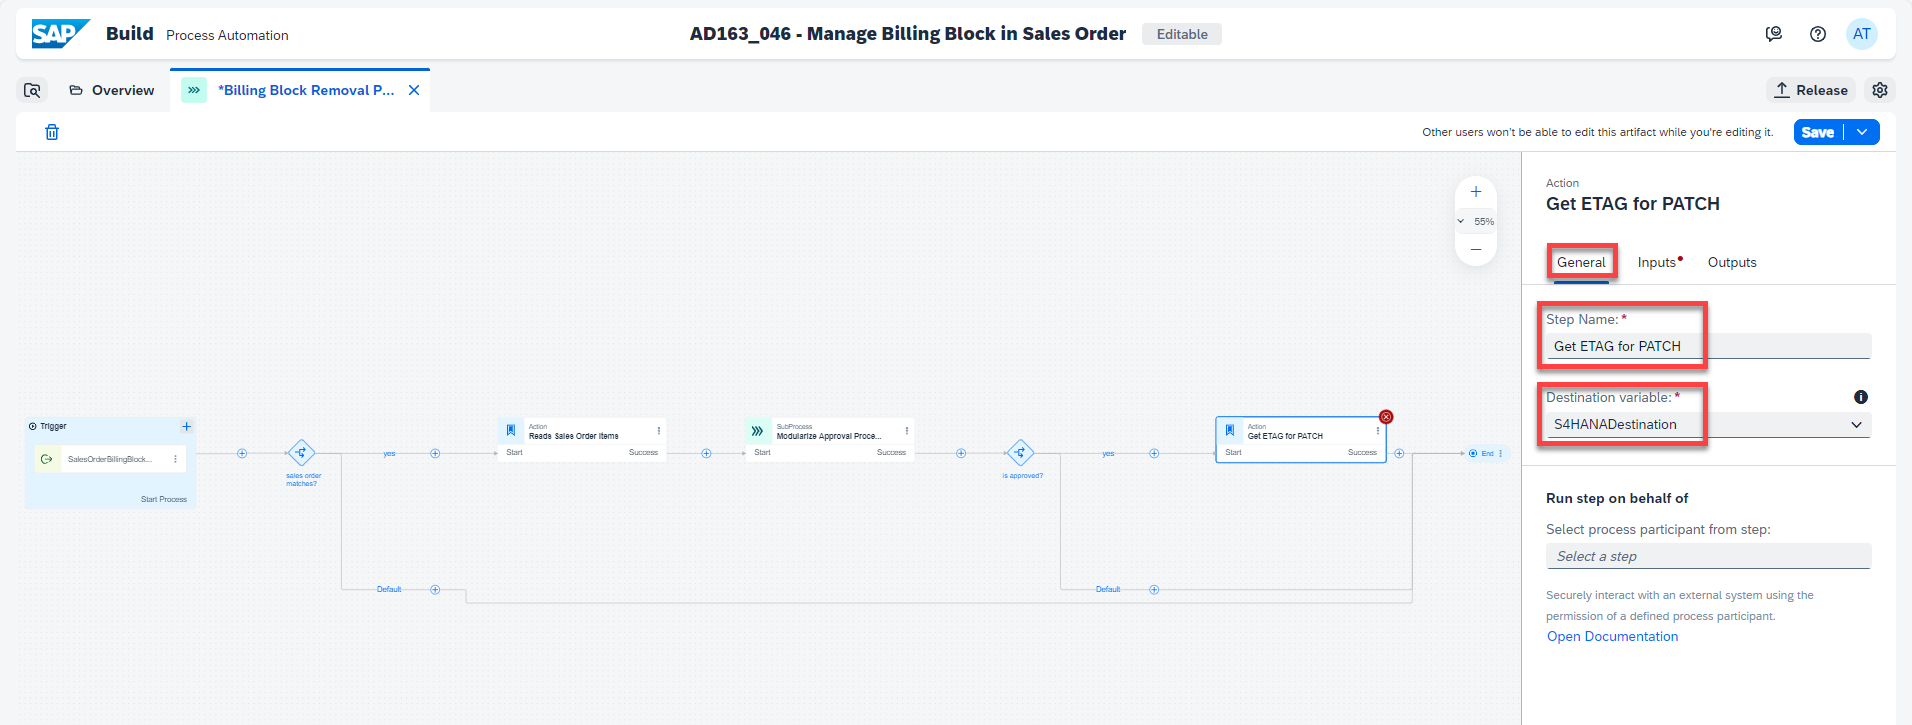 SAP Build Process Automation
AD163_046 - Manage Billing Block in Sales Order Editable
AT
Overview
*Billing Block Removal P...
Release
Other users won't be able to edit this artifact while you're editing it.
Save
55%
Trigger
SalesOrderBillingBlock...
Start Process
sales order
matches?
yes
Default
Action
Reads Sales Order Items
Start Success
SubProcess
Modularize Approval Proce...
Start Success
is approved?
yes
Default
Action
Get ETAG for PATCH
Start Success
End
Action
Get ETAG for PATCH
General Inputs Outputs
Step Name: *
Get ETAG for PATCH
Destination variable: *
S4HANADestination
Run step on behalf of
Select process participant from step:
Select a step
Securely interact with an external system using the
permission of a defined process participant.
Open Documentation